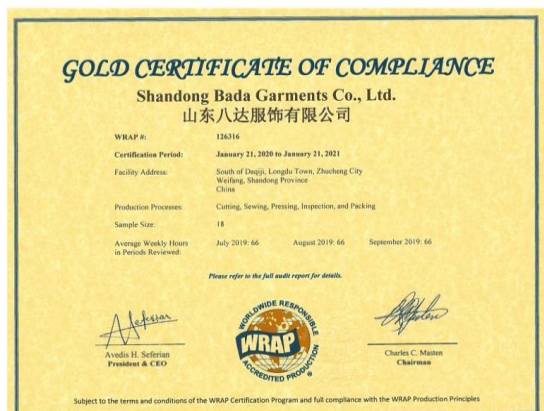 GOLD CERTIFICATE OF COMPLIANCE
Shandong Bada Garments Co., Ltd.
山东八达服饰有限公司
WRAP #: 126316
Certification Period: January 21, 2020 to January 21, 2021
Facility Address: South of Daqiji, Longdu Town, Zhucheng City
Weifang, Shandong Province
China
Production Processes: Cutting, Sewing, Pressing, Inspection, and Packing
Sample Size: 18
Average Weekly Hours July 2019: 66 August 2019: 66 September 2019: 66
in Periods Reviewed:
Please refer to the full audit report for details.
WORLDWIDE RESPONSIBLE
WRAP
ACCREDITED PRODUCTION ®
Avedis H. Seferian
President & CEO
Charles C. Masten
Chairman
Subject to the terms and conditions of the WRAP Certification Program and full compliance with the WRAP Production Principles